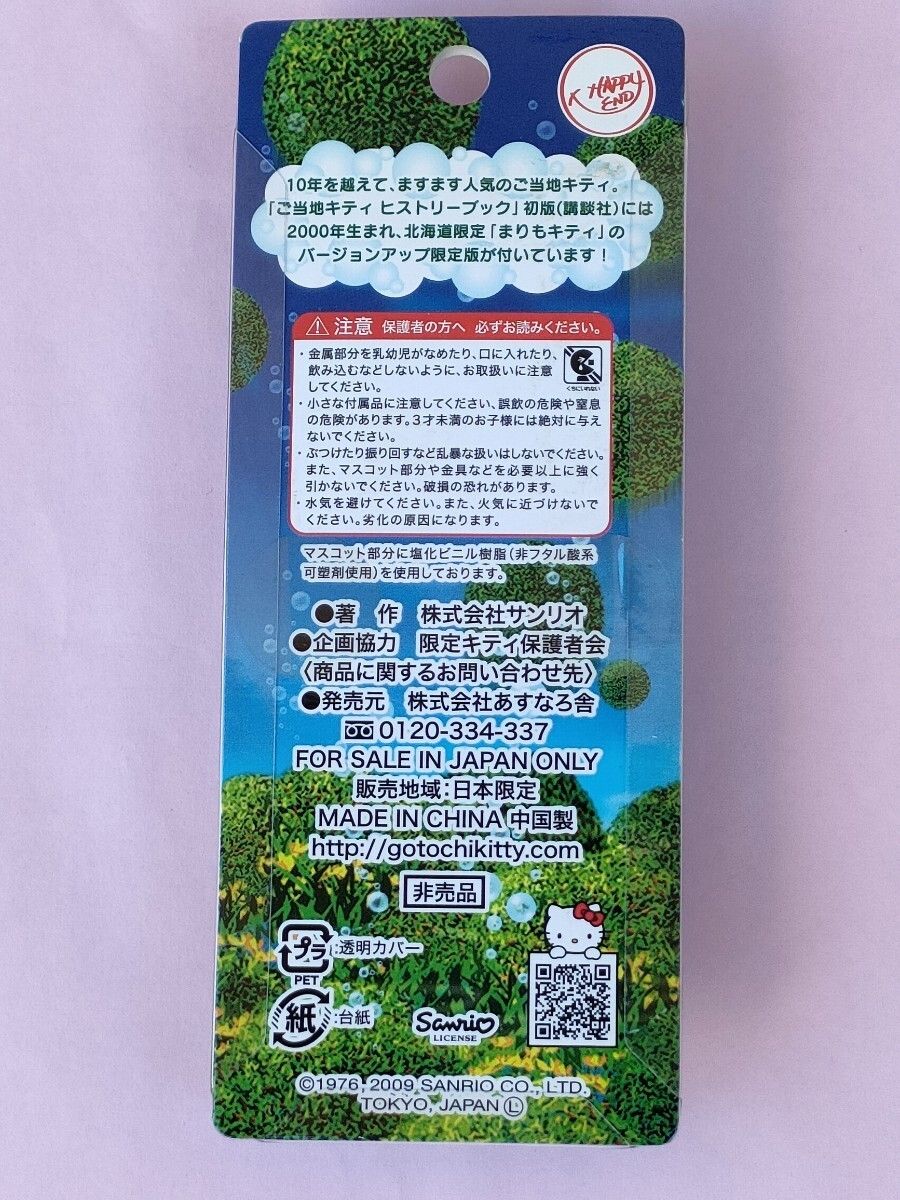 HAPPY
END
10年を越えて、ますます人気のご当地キティ。
「ご当地キティ ヒストリーブック」初版(講談社)には
2000年生まれ、北海道限定「まりもキティ」の
バージョンアップ限定版が付いています!
注意 保護者の方へ 必ずお読みください。
・金属部分を乳幼児がなめたり、口に入れたり、
飲み込むなどしないように、お取扱いに注意
してください。
くちにいれない
・小さな付属品に注意してください、誤飲の危険や窒息
の危険があります。3才未満のお子様には絶対に与え
ないでください。
・ぶつけたり振り回すなど乱暴な扱いはしないでください。
また、マスコット部分や金具などを必要以上に強く
引かないでください。破損の恐れがあります。
・水気を避けてください。また、火気に近づけないで
ください。劣化の原因になります。
マスコット部分に塩化ビニル樹脂(非フタル酸系
可塑剤使用)を使用しております。
●著 作 株式会社サンリオ
●企画協力 限定キティ保護者会
〈商品に関するお問い合わせ先〉
●発売元 株式会社あすなろ舎
0120-334-337
FOR SALE IN JAPAN ONLY
販売地域:日本限定
MADE IN CHINA 中国製
http://gotochikitty.com
非売品
プラ :透明カバー
PET
紙 :台紙
Sanrio
LICENSE
©1976, 2009 SANRIO CO., LTD.
TOKYO, JAPAN Ⓛ